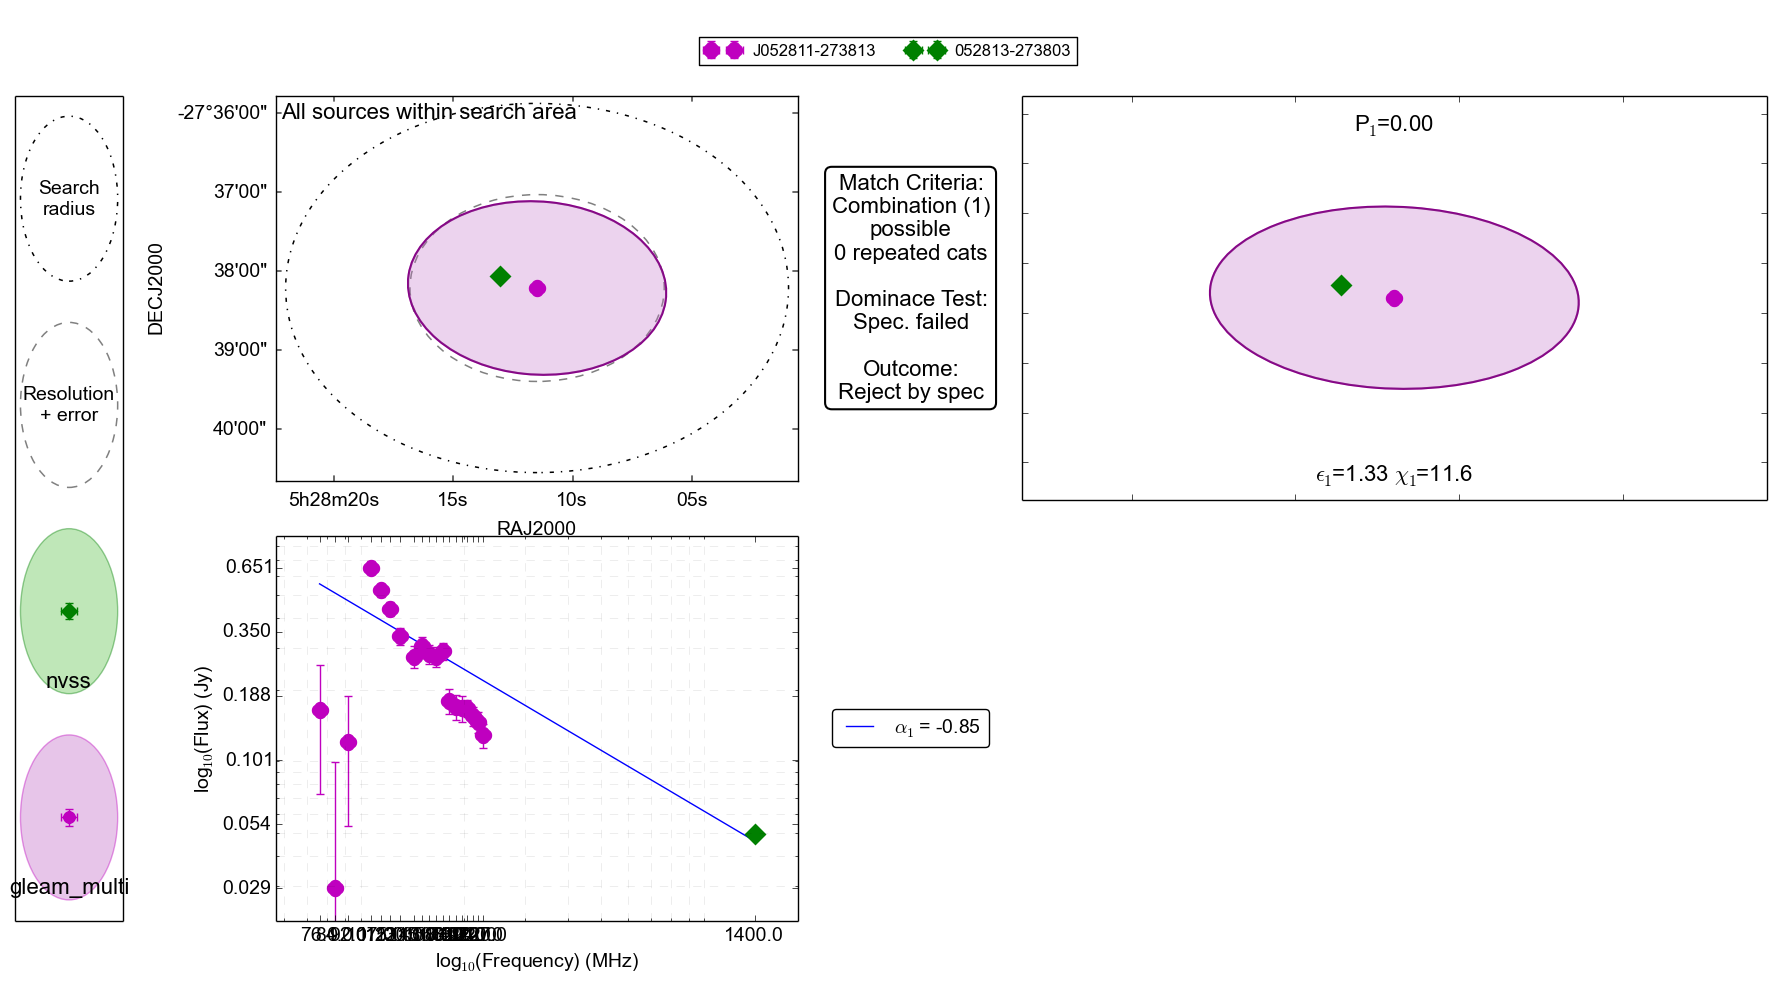 J052811-273813
052813-273803
Search
radius
Resolution
+ error
nvss
gleam_multi
All sources within search area
DECJ2000
-27°36'00"
37'00"
38'00"
39'00"
40'00"
5h28m20s
15s
10s
05s
RAJ2000
Match Criteria:
Combination (1)
possible
0 repeated cats
Dominace Test:
Spec. failed
Outcome:
Reject by spec
P1=0.00
ϵ1=1.33 χ1=11.6
log10(Flux) (Jy)
0.651
0.350
0.188
0.101
0.054
0.029
1400.0
log10(Frequency) (MHz)
α1 = -0.85